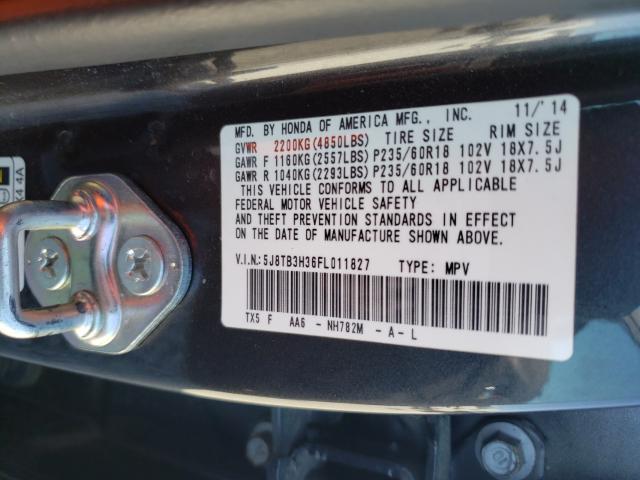 MFD. BY HONDA OF AMERICA MFG., INC. 11/'14
GVWR 2200KG(4850LBS) TIRE SIZE RIM SIZE
GAWR F 1160KG(2557LBS) P235/60R18 102V 18X7.5J
GAWR R 1040KG(2293LBS) P235/60R18 102V 18X7.5J
THIS VEHICLE CONFORMS TO ALL APPLICABLE
FEDERAL MOTOR VEHICLE SAFETY
AND THEFT PREVENTION STANDARDS IN EFFECT
ON THE DATE OF MANUFACTURE SHOWN ABOVE.
V.I.N.:5J8TB3H36FL011827 TYPE: MPV
TX5 F AA6 - NH782M - A - L
4A